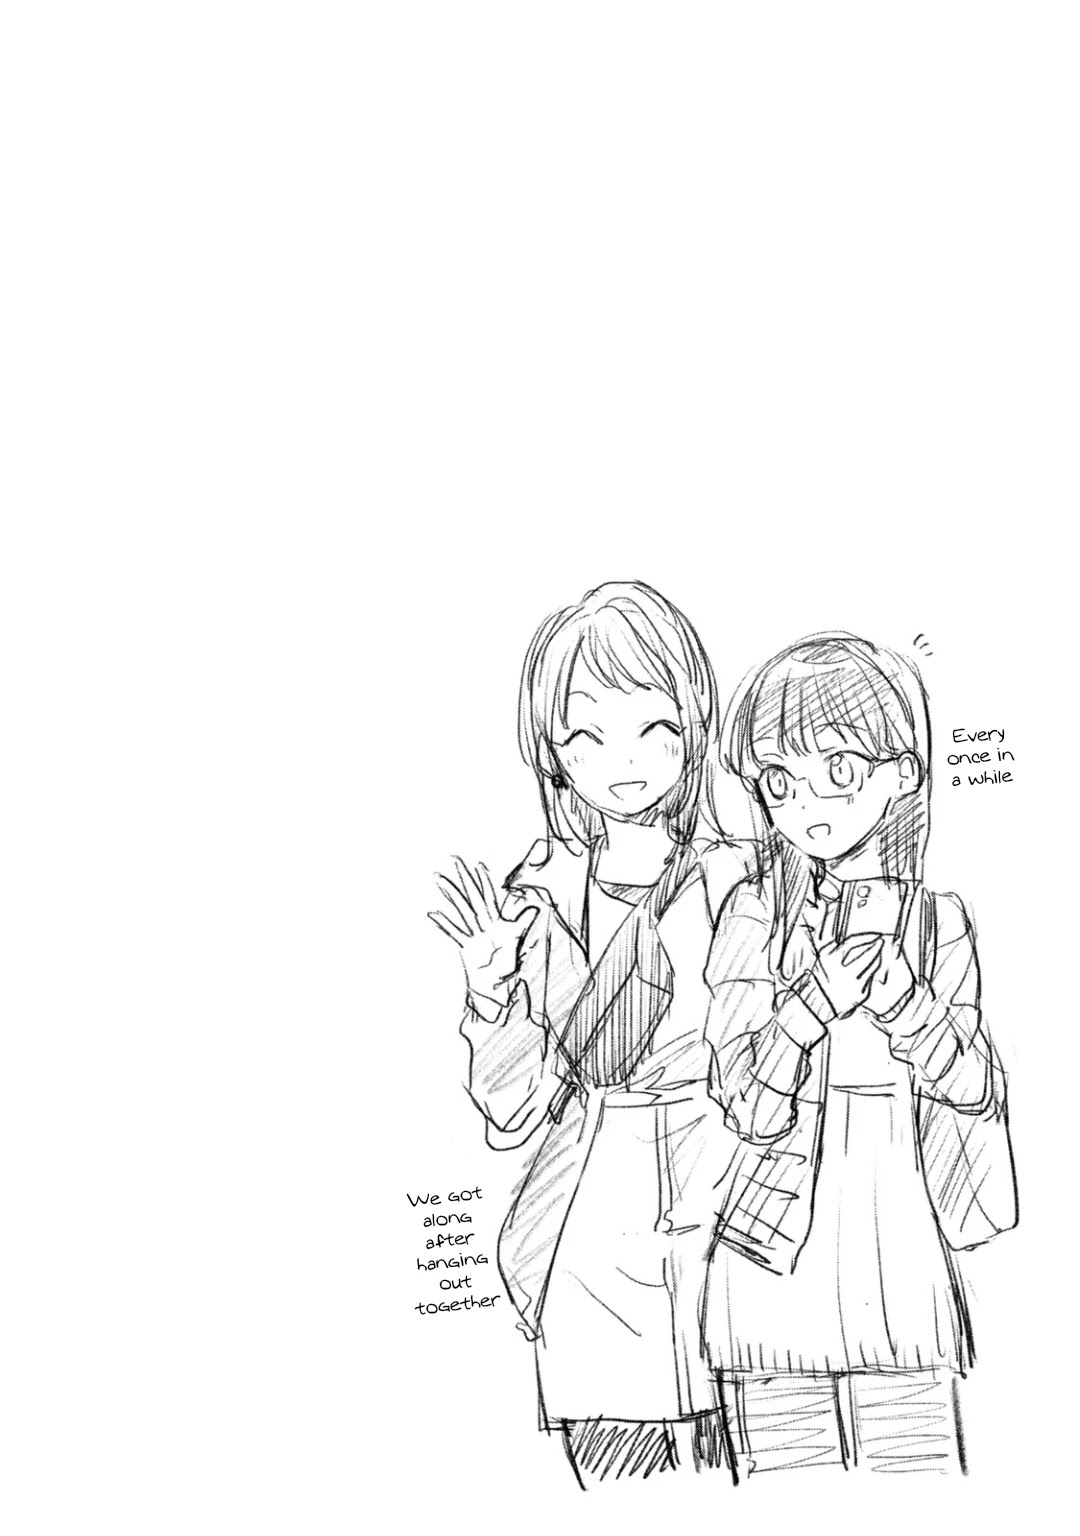 Every
once in
a while
We got
along
after
hanging
out
together